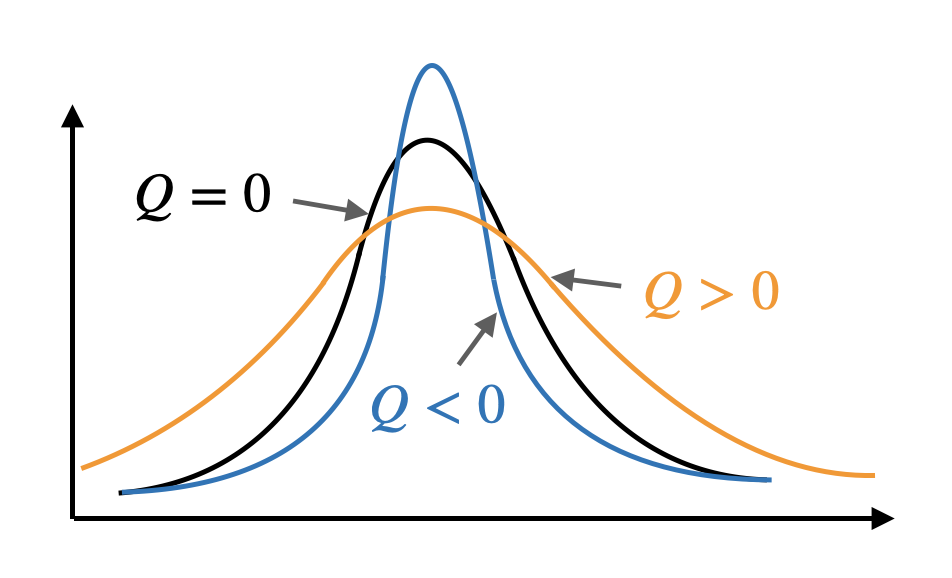 Q = 0
Q > 0
Q < 0